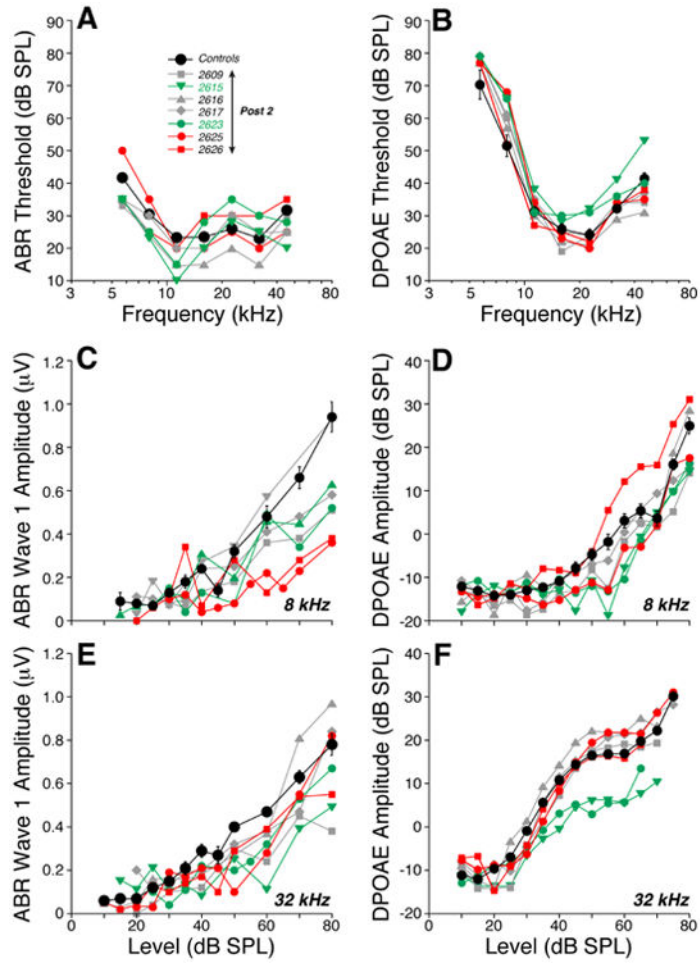 A
ABR Threshold (dB SPL)
90
80
70
60
50
40
30
20
10
3 5 10 20 40 80
Frequency (kHz)
Controls
2609
2615
2616
2617
2623
2625
2626
Post 2
B
DPOAE Threshold (dB SPL)
90
80
70
60
50
40
30
20
10
3 5 10 20 40 80
Frequency (kHz)
C
ABR Wave 1 Amplitude (µV)
1.2
1.0
0.8
0.6
0.4
0.2
0
8 kHz
D
DPOAE Amplitude (dB SPL)
40
30
20
10
0
-10
-20
8 kHz
E
ABR Wave 1 Amplitude (µV)
1.0
0.8
0.6
0.4
0.2
0
0 20 40 60 80
Level (dB SPL)
32 kHz
F
DPOAE Amplitude (dB SPL)
40
30
20
10
0
-10
-20
0 10 20 30 40 50 60 70 80
Level (dB SPL)
32 kHz